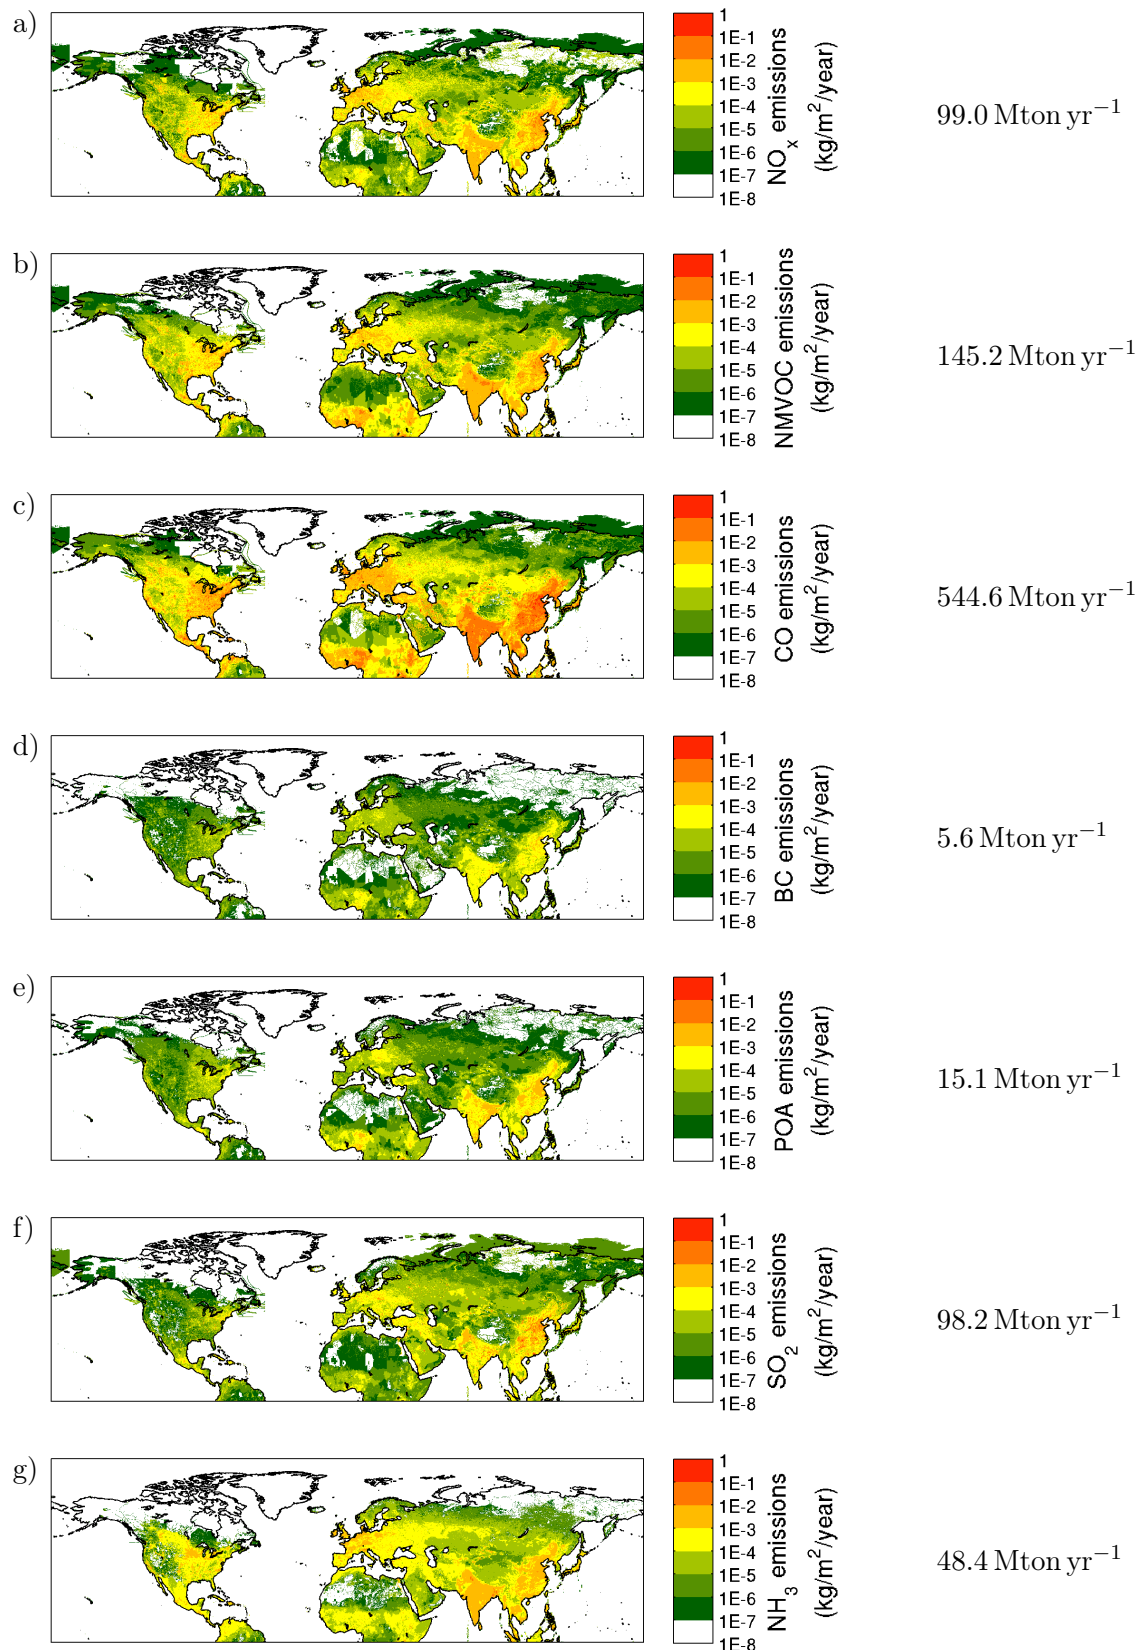 a)
1
1E-1
1E-2
1E-3
1E-4
1E-5
1E-6
1E-7
1E-8
NOx emissions
(kg/m²/year)
99.0 Mton yr⁻¹
b)
1
1E-1
1E-2
1E-3
1E-4
1E-5
1E-6
1E-7
1E-8
NMVOC emissions
(kg/m²/year)
145.2 Mton yr⁻¹
c)
1
1E-1
1E-2
1E-3
1E-4
1E-5
1E-6
1E-7
1E-8
CO emissions
(kg/m²/year)
544.6 Mton yr⁻¹
d)
1
1E-1
1E-2
1E-3
1E-4
1E-5
1E-6
1E-7
1E-8
BC emissions
(kg/m²/year)
5.6 Mton yr⁻¹
e)
1
1E-1
1E-2
1E-3
1E-4
1E-5
1E-6
1E-7
1E-8
POA emissions
(kg/m²/year)
15.1 Mton yr⁻¹
f)
1
1E-1
1E-2
1E-3
1E-4
1E-5
1E-6
1E-7
1E-8
SO₂ emissions
(kg/m²/year)
98.2 Mton yr⁻¹
g)
1
1E-1
1E-2
1E-3
1E-4
1E-5
1E-6
1E-7
1E-8
NH₃ emissions
(kg/m²/year)
48.4 Mton yr⁻¹